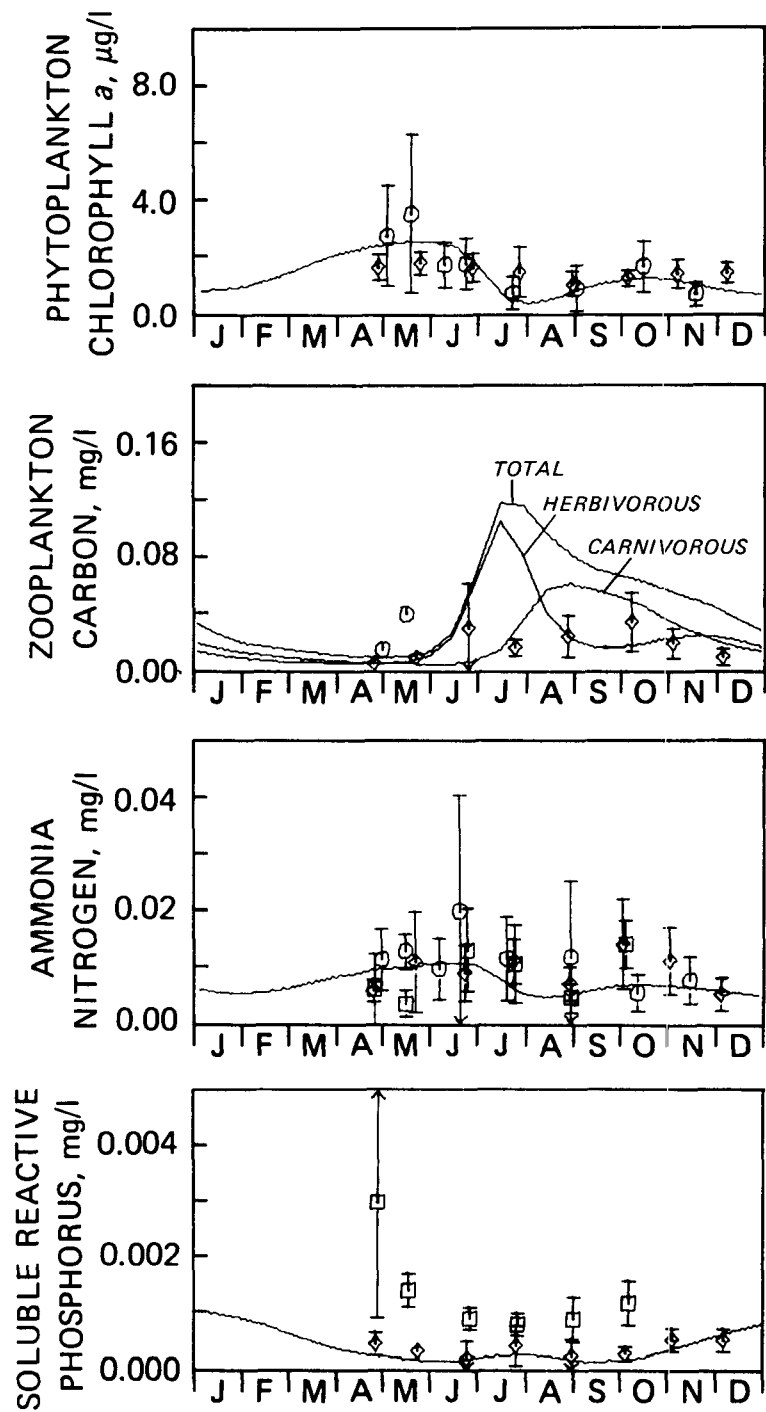 PHYTOPLANKTON
CHLOROPHYLL a, µg/l
8.0
4.0
0.0
J F M A M J J A S O N D
ZOOPLANKTON
CARBON, mg/l
0.16
0.08
0.00
TOTAL
HERBIVOROUS
CARNIVOROUS
J F M A M J J A S O N D
AMMONIA
NITROGEN, mg/l
0.04
0.02
0.00
J F M A M J J A S O N D
SOLUBLE REACTIVE
PHOSPHORUS, mg/l
0.004
0.002
0.000
J F M A M J J A S O N D